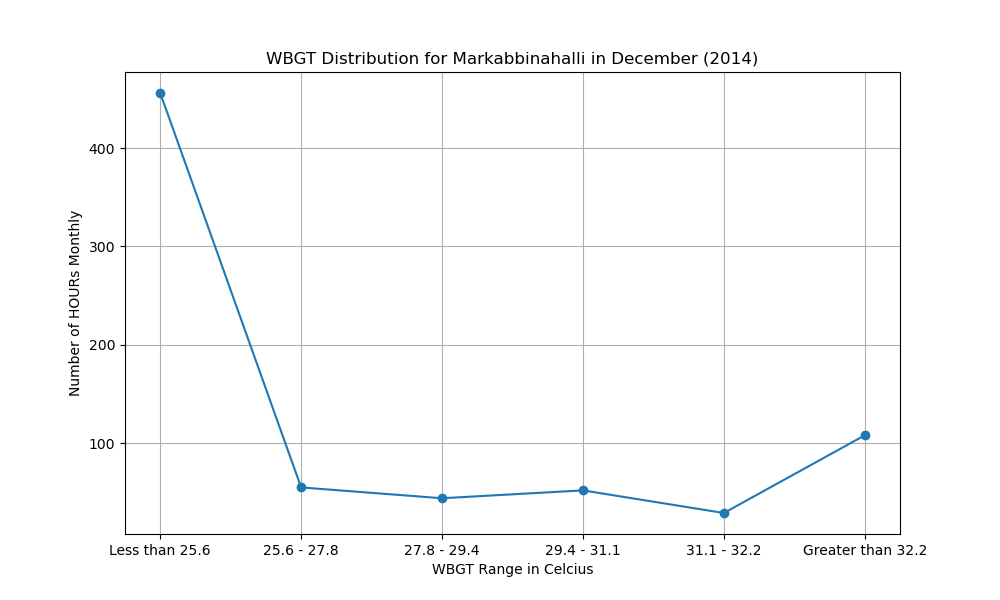 WBGT Distribution for Markabbinahalli in December (2014)
Number of HOURs Monthly
400
300
200
100
Less than 25.6
25.6 - 27.8
27.8 - 29.4
29.4 - 31.1
31.1 - 32.2
Greater than 32.2
WBGT Range in Celcius